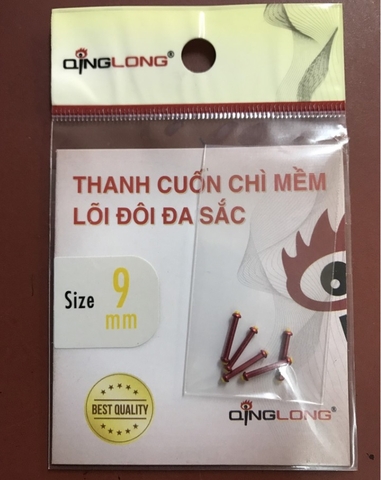 QINGLONG®
THANH CUỐN CHÌ MỀM
LÕI ĐÔI ĐA SẮC
Size 9
mm
BEST QUALITY
QINGLONG®